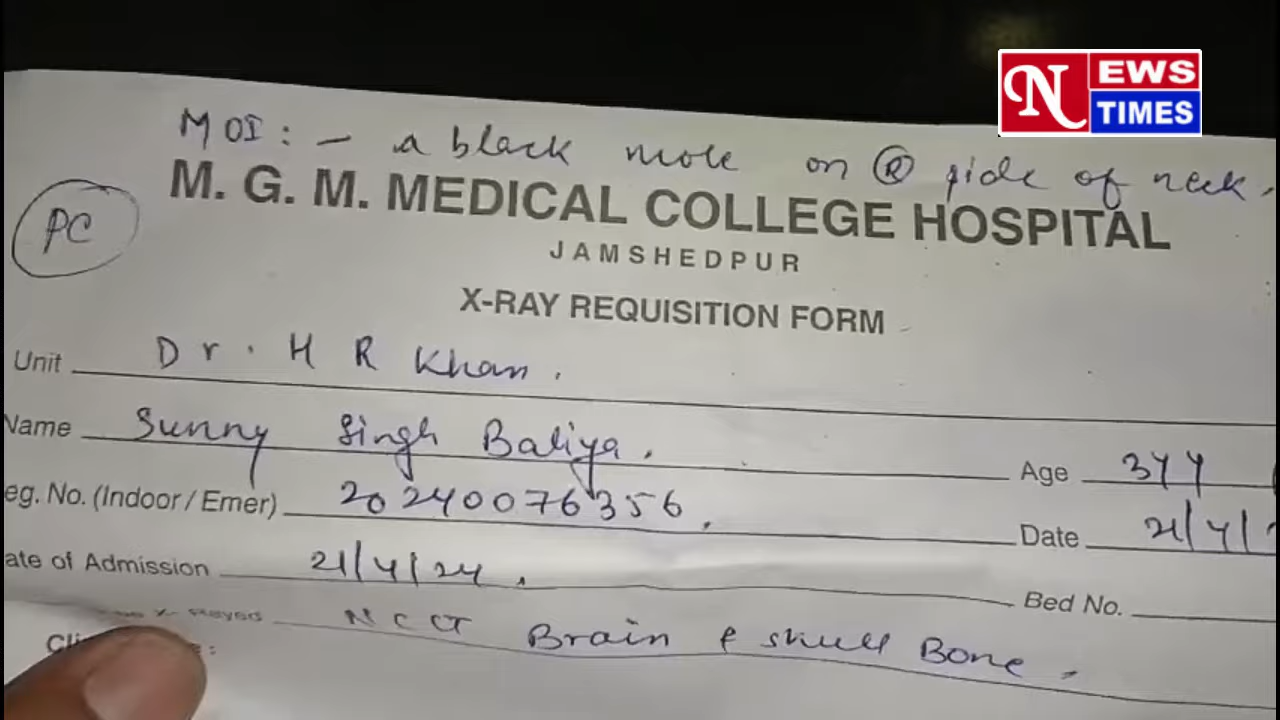 NEWS
TIMES
MOI: - a black mole on (R) side of neck.
M. G. M. MEDICAL COLLEGE HOSPITAL
PC
JAMSHEDPUR
X-RAY REQUISITION FORM
Unit Dr. H R Khan.
Name Sunny Singh Baliya. Age
eg. No. (Indoor / Emer) 20240076356. Date 21/4/
ate of Admission 21/4/24. Bed No.
X- Rayed NCCT Brain & skull Bone.
Cli